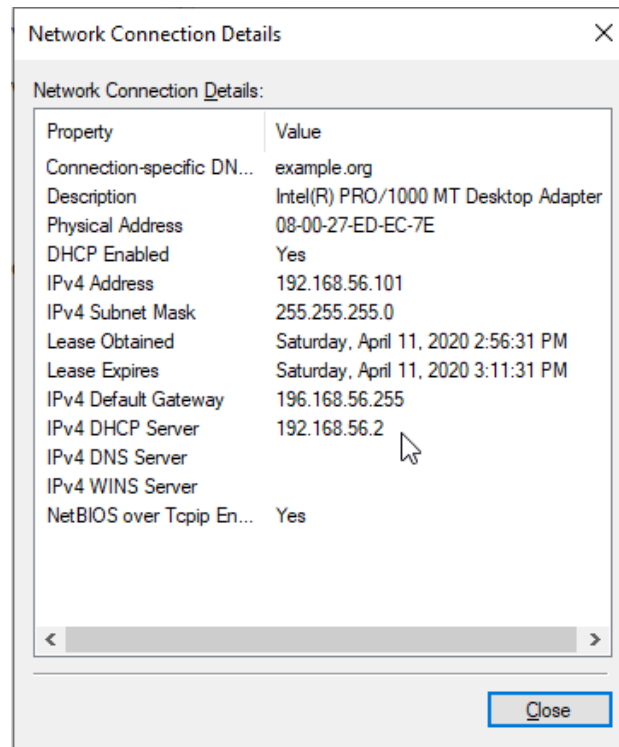 Network Connection Details
Network Connection Details:
Property Value
Connection-specific DN... example.org
Description Intel(R) PRO/1000 MT Desktop Adapter
Physical Address 08-00-27-ED-EC-7E
DHCP Enabled Yes
IPv4 Address 192.168.56.101
IPv4 Subnet Mask 255.255.255.0
Lease Obtained Saturday, April 11, 2020 2:56:31 PM
Lease Expires Saturday, April 11, 2020 3:11:31 PM
IPv4 Default Gateway 196.168.56.255
IPv4 DHCP Server 192.168.56.2
IPv4 DNS Server
IPv4 WINS Server
NetBIOS over Tcpip En... Yes
Close